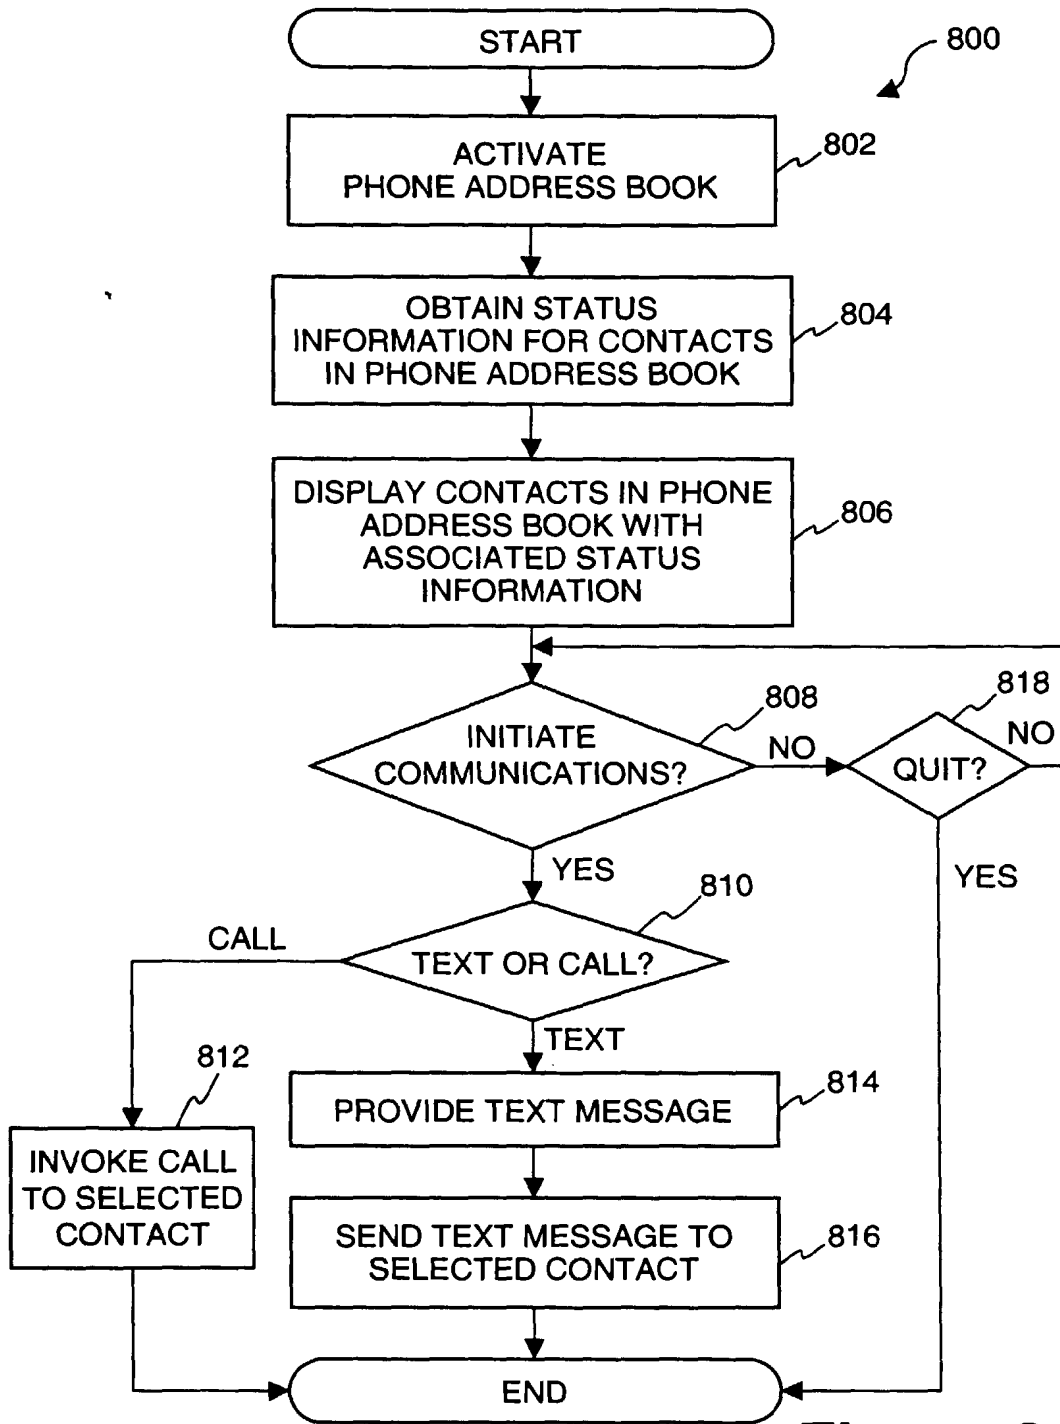 START
800
ACTIVATE
PHONE ADDRESS BOOK
802
OBTAIN STATUS
INFORMATION FOR CONTACTS
IN PHONE ADDRESS BOOK
804
DISPLAY CONTACTS IN PHONE
ADDRESS BOOK WITH
ASSOCIATED STATUS
INFORMATION
806
INITIATE
COMMUNICATIONS?
808
NO
QUIT?
818
NO
YES
YES
TEXT OR CALL?
810
CALL
TEXT
812
INVOKE CALL
TO SELECTED
CONTACT
PROVIDE TEXT MESSAGE
814
SEND TEXT MESSAGE TO
SELECTED CONTACT
816
END